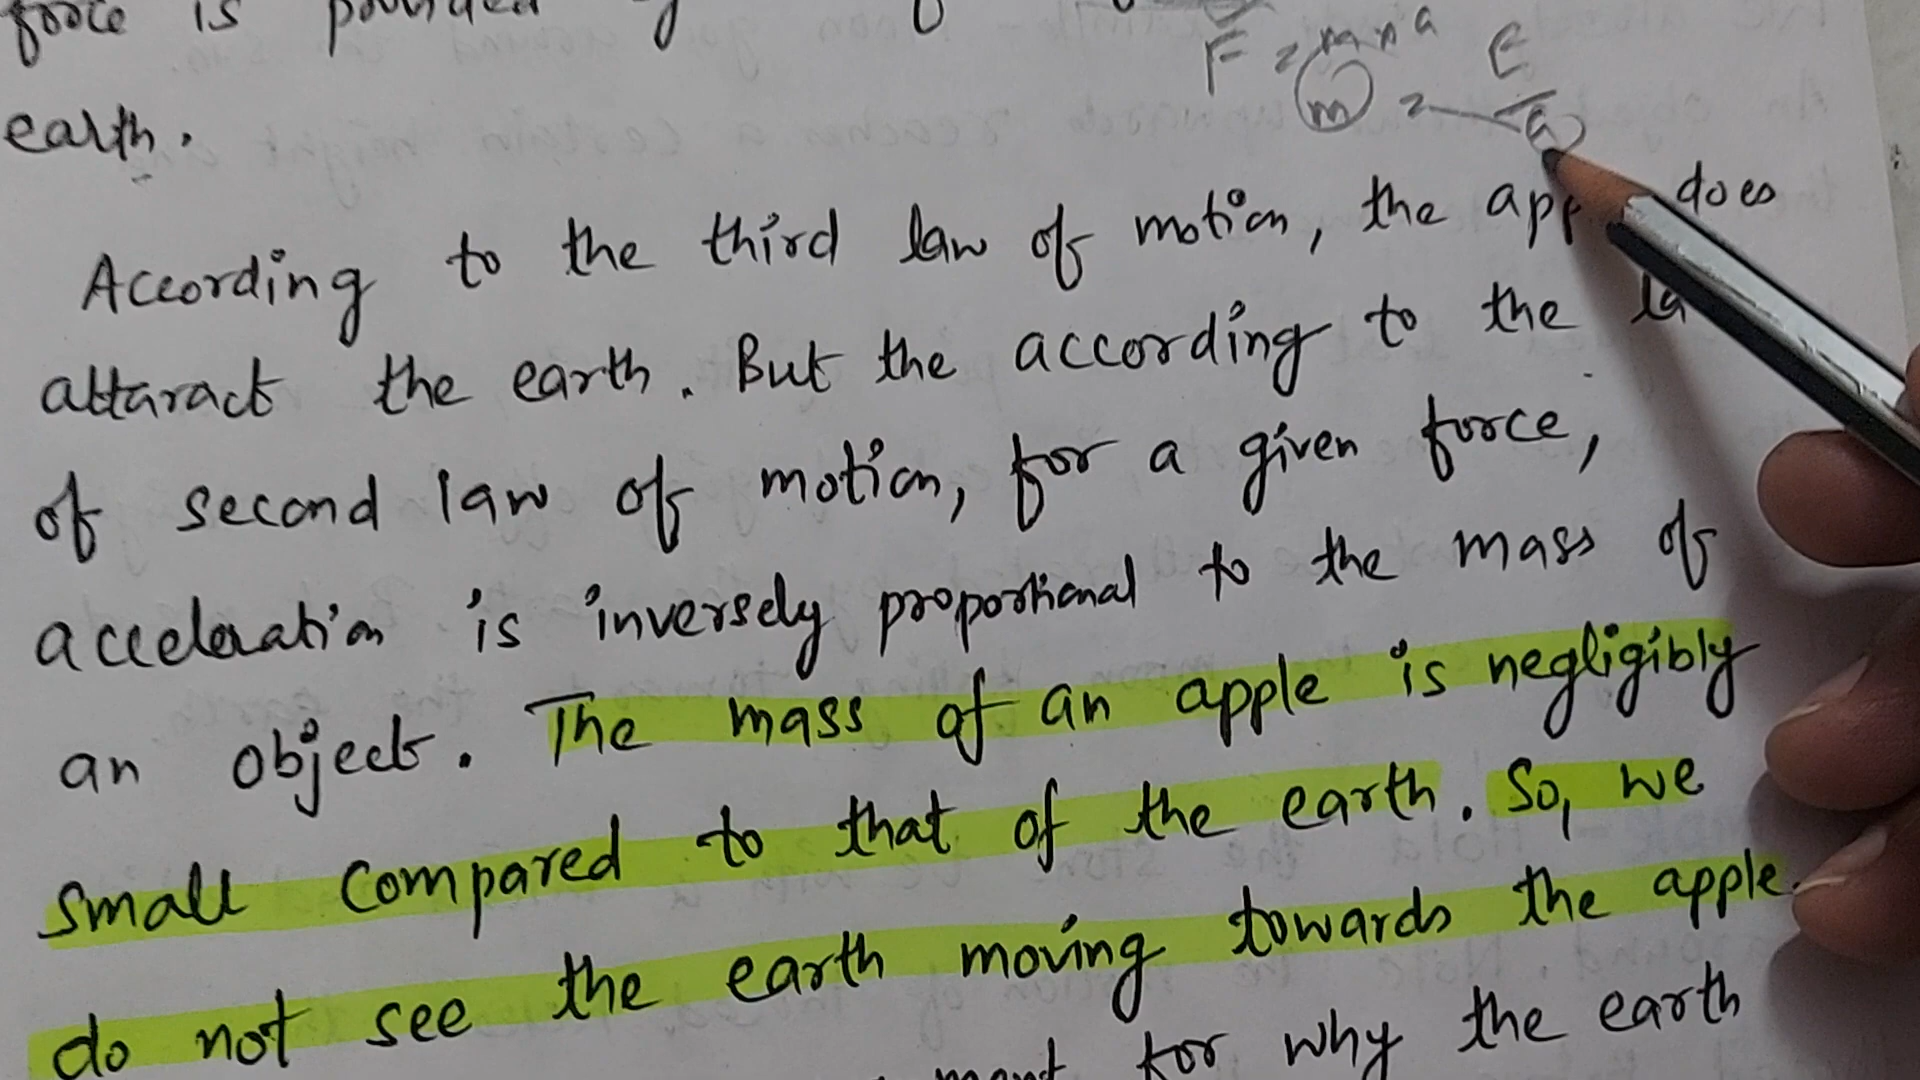 force is
F = m x a
m = F/a
earth.
According to the third law of motion, the app does
attaract the earth. But the according to the la
of second law of motion, for a given force,
acceleration is inversely proportional to the mass of
an object. The mass of an apple is negligibly
small compared to that of the earth. So, we
do not see the earth moving towards the apple.
for why the earth